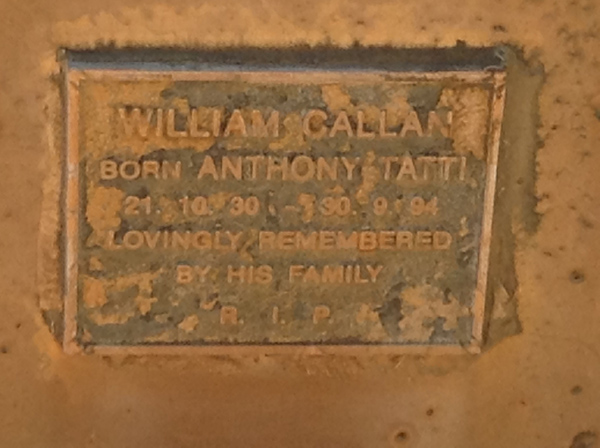 WILLIAM CALLAN
BORN ANTHONY TATTI
21. 10. 30 - 30. 9. 94
LOVINGLY REMEMBERED
BY HIS FAMILY
R. I. P.